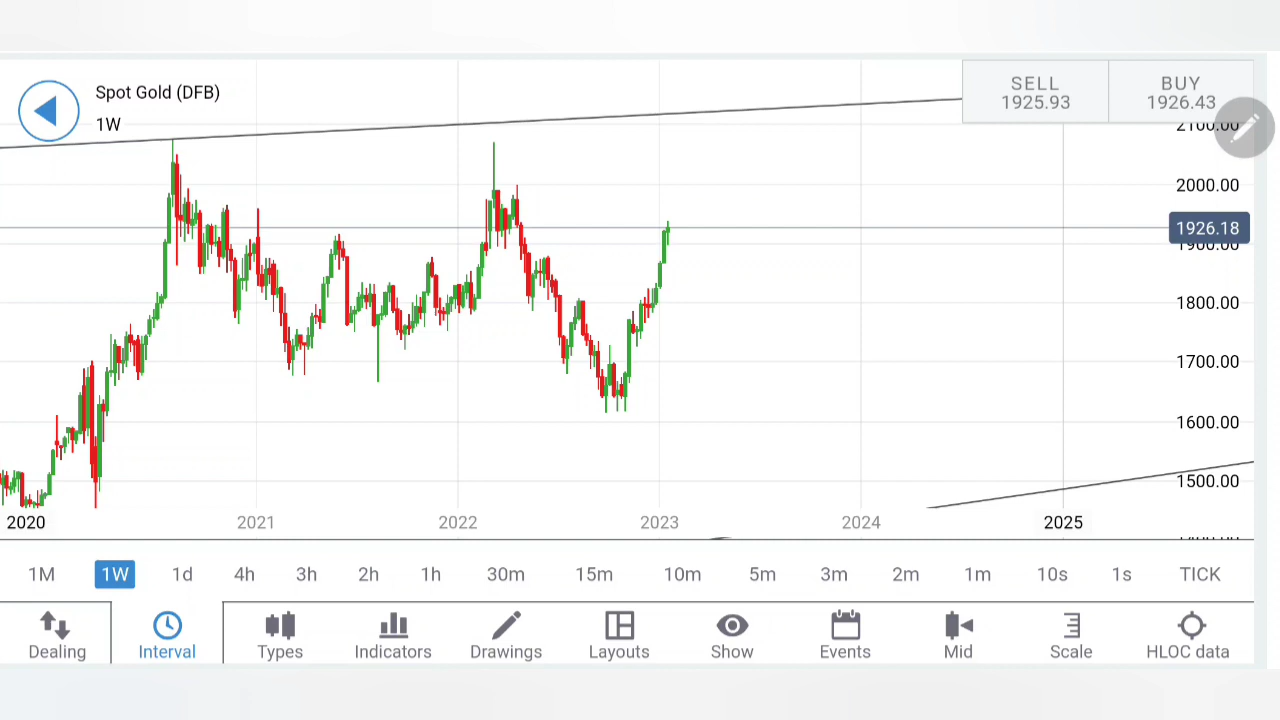 Spot Gold (DFB)
1W
SELL
1925.93
BUY
1926.43
2100.00
2000.00
1926.18
1900.00
1800.00
1700.00
1600.00
1500.00
2020 2021 2022 2023 2024 2025
1M 1W 1d 4h 3h 2h 1h 30m 15m 10m 5m 3m 2m 1m 10s 1s TICK
Dealing Interval Types Indicators Drawings Layouts Show Events Mid Scale HLOC data